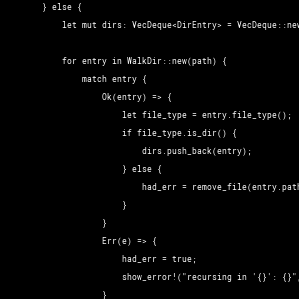 } else {
let mut dirs: VecDeque<DirEntry> = VecDeque::new
for entry in WalkDir::new(path) {
match entry {
Ok(entry) => {
let file_type = entry.file_type();
if file_type.is_dir() {
dirs.push_back(entry);
} else {
had_err = remove_file(entry.path
}
}
Err(e) => {
had_err = true;
show_error!("recursing in '{}': {}",
}